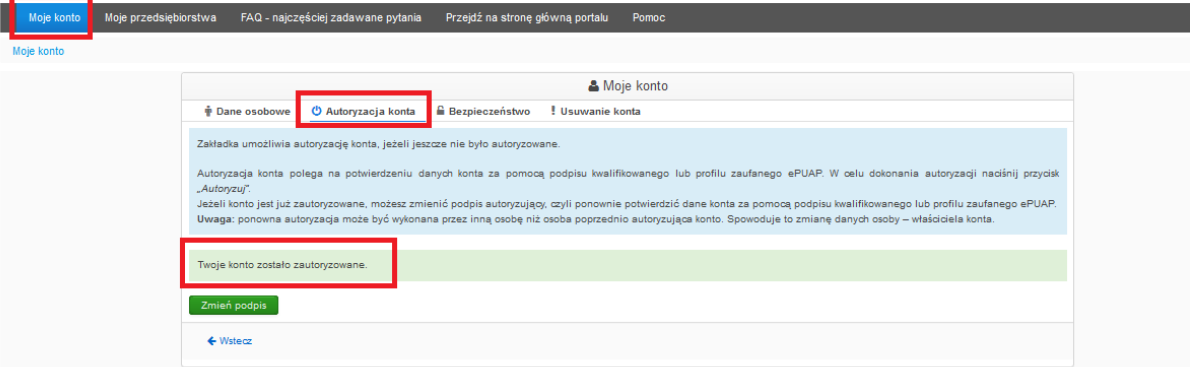 Moje konto Moje przedsiębiorstwa FAQ - najczęściej zadawane pytania Przejdź na stronę główną portalu Pomoc
Moje konto
Moje konto
Dane osobowe Autoryzacja konta Bezpieczeństwo Usuwanie konta
Zakładka umożliwia autoryzację konta, jeżeli jeszcze nie było autoryzowane.
Autoryzacja konta polega na potwierdzeniu danych konta za pomocą podpisu kwalifikowanego lub profilu zaufanego ePUAP. W celu dokonania autoryzacji naciśnij przycisk
„Autoryzuj".
Jeżeli konto jest już zautoryzowane, możesz zmienić podpis autoryzujący, czyli ponownie potwierdzić dane konta za pomocą podpisu kwalifikowanego lub profilu zaufanego ePUAP.
Uwaga: ponowna autoryzacja może być wykonana przez inną osobę niż osoba poprzednio autoryzująca konto. Spowoduje to zmianę danych osoby – właściciela konta.
Twoje konto zostało zautoryzowane.
Zmień podpis
Wstecz